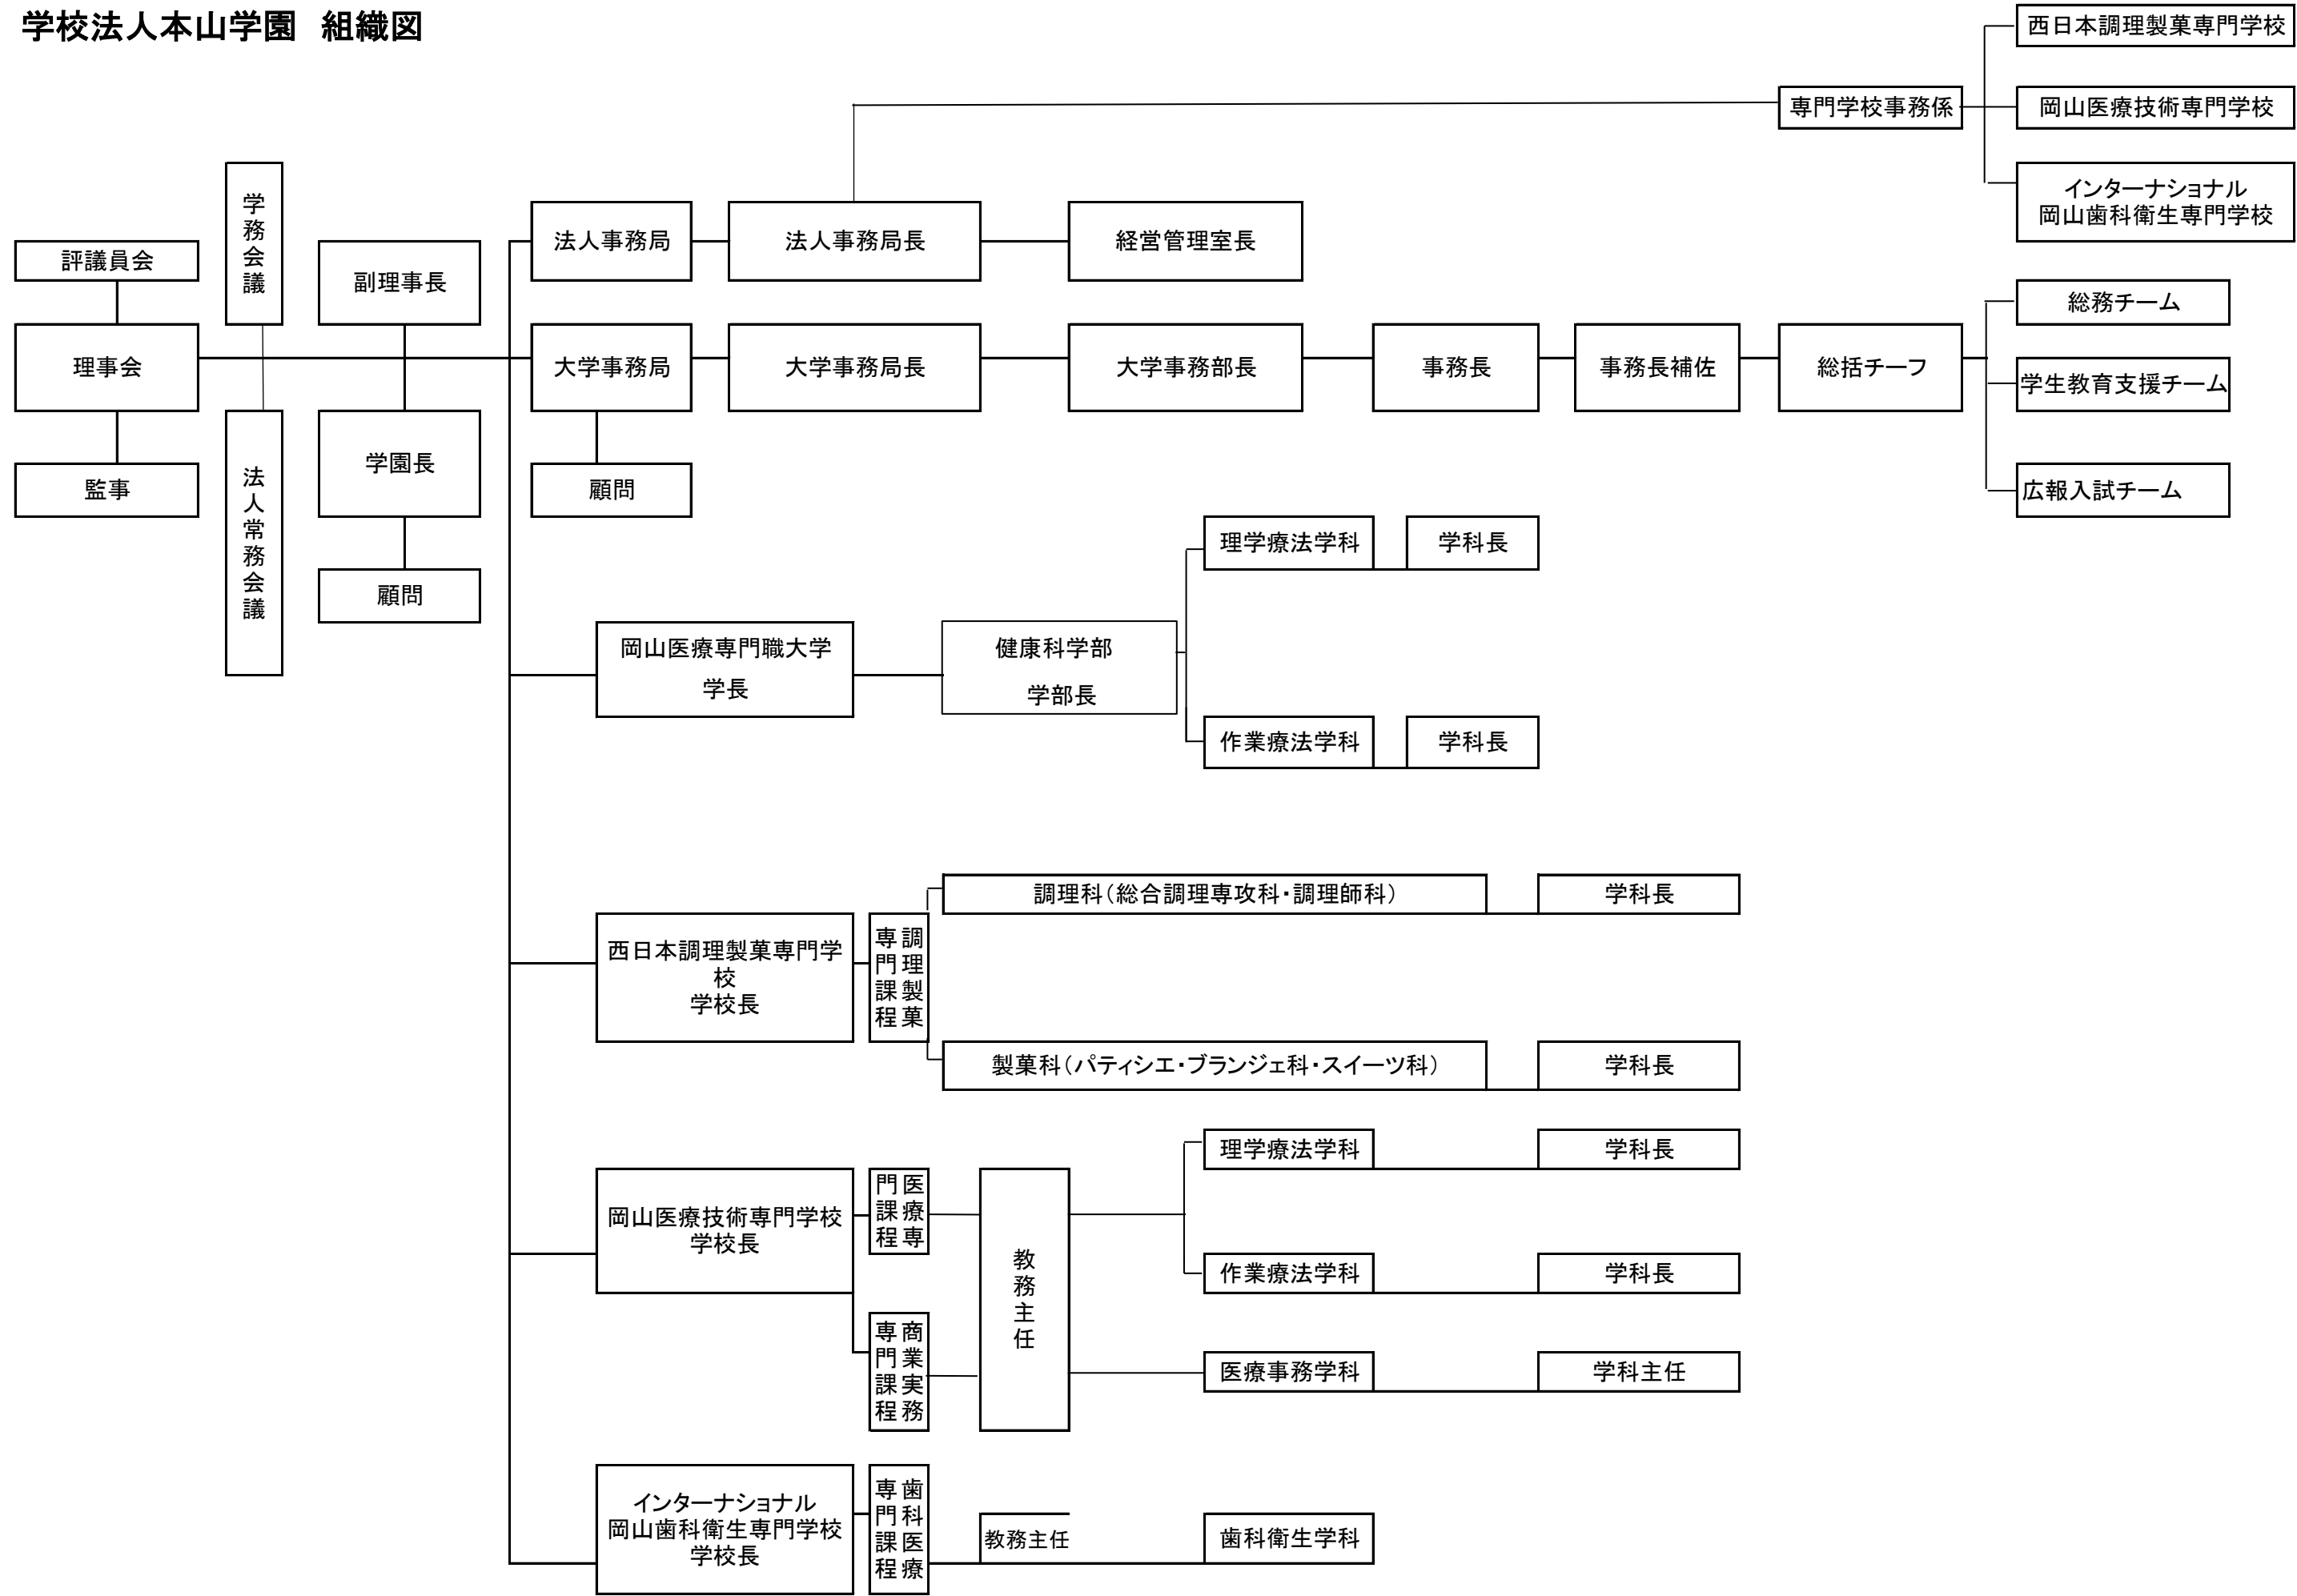 学校法人本山学園　組織図
西日本調理製菓専門学校
専門学校事務係
岡山医療技術専門学校
インターナショナル
岡山歯科衛生専門学校
学務会議
法人事務局
法人事務局長
経営管理室長
評議員会
副理事長
総務チーム
理事会
大学事務局
大学事務局長
大学事務部長
事務長
事務長補佐
総括チーフ
学生教育支援チーム
法人常務会議
学園長
監事
顧問
広報入試チーム
理学療法学科
学科長
顧問
岡山医療専門職大学
学長
健康科学部
学部長
作業療法学科
学科長
調理科（総合調理専攻科・調理師科）
学科長
西日本調理製菓専門学
校
学校長
調理製菓
専門課程
製菓科（パティシエ・ブランジェ科・スイーツ科）
学科長
理学療法学科
学科長
岡山医療技術専門学校
学校長
医療専
門課程
教務主任
作業療法学科
学科長
商業実務
専門課程
医療事務学科
学科主任
インターナショナル
岡山歯科衛生専門学校
学校長
歯科医療
専門課程
教務主任
歯科衛生学科